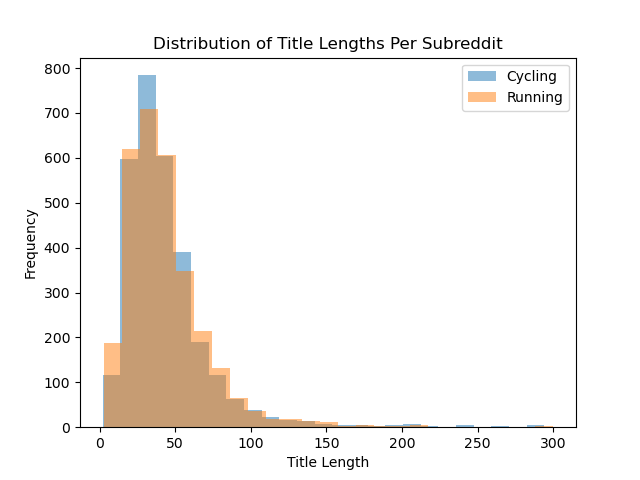 Distribution of Title Lengths Per Subreddit
Cycling
Running
800
700
600
500
400
300
200
100
0
Frequency
0 50 100 150 200 250 300
Title Length